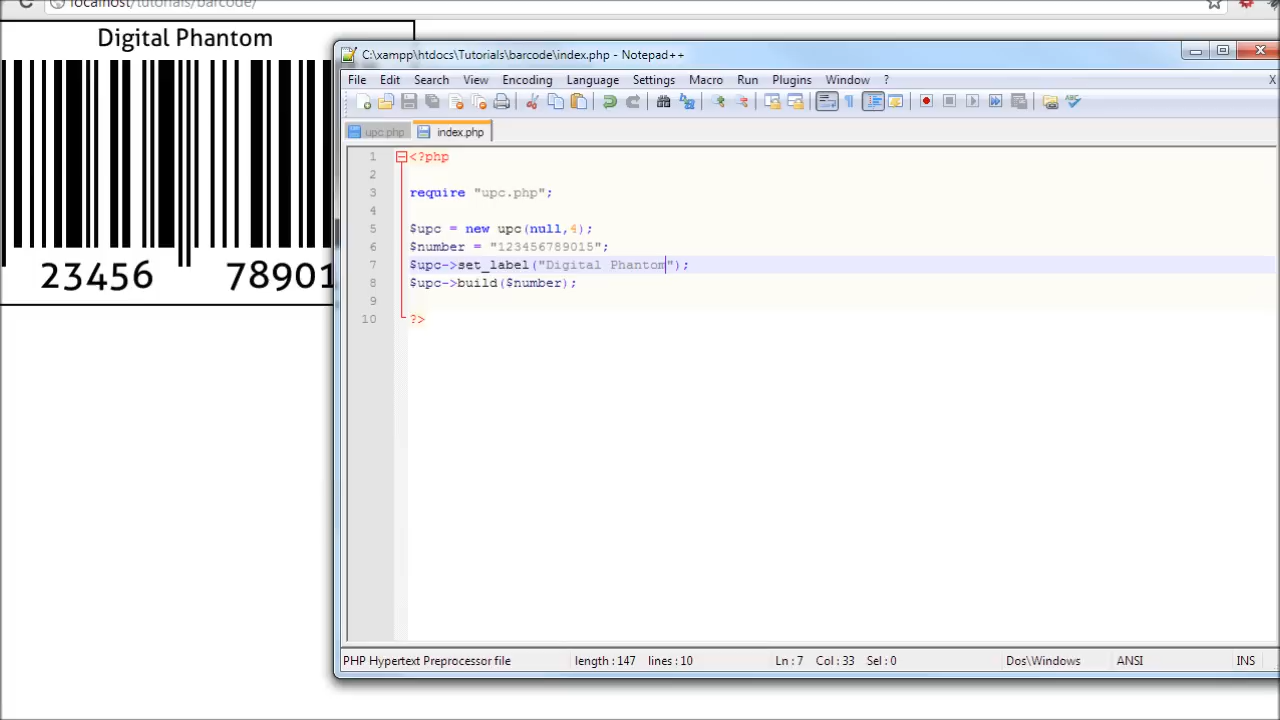 localhost/tutorials/barcode/
Digital Phantom
23456 78901
C:\xampp\htdocs\Tutorials\barcode\index.php - Notepad++
File Edit Search View Encoding Language Settings Macro Run Plugins Window ? X
upc.php index.php
1 <?php
2
3 require "upc.php";
4
5 $upc = new upc(null,4);
6 $number = "123456789015";
7 $upc->set_label("Digital Phantom");
8 $upc->build($number);
9
10 ?>
PHP Hypertext Preprocessor file length : 147 lines : 10 Ln : 7 Col : 33 Sel : 0 Dos\Windows ANSI INS